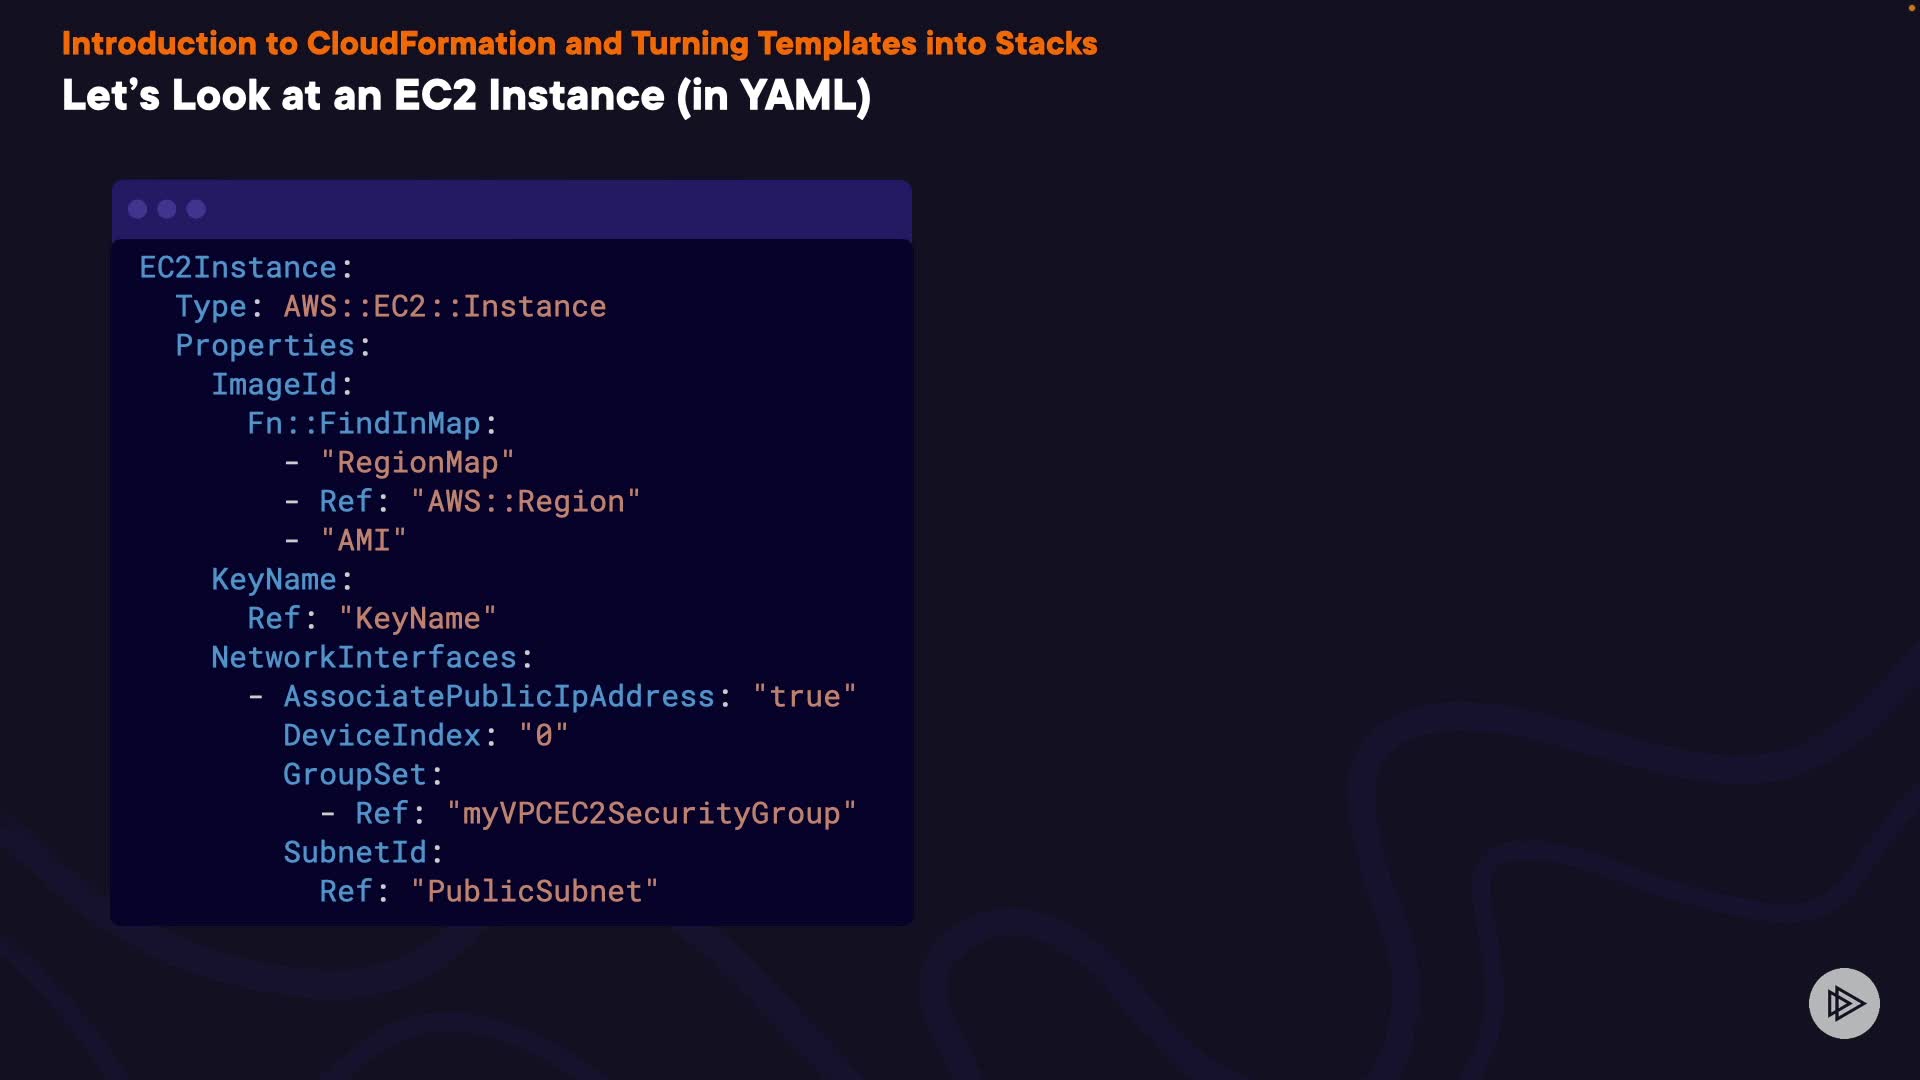 Introduction to CloudFormation and Turning Templates into Stacks
Let's Look at an EC2 Instance (in YAML)
EC2Instance:
  Type: AWS::EC2::Instance
  Properties:
    ImageId:
      Fn::FindInMap:
        - "RegionMap"
        - Ref: "AWS::Region"
        - "AMI"
    KeyName:
      Ref: "KeyName"
    NetworkInterfaces:
      - AssociatePublicIpAddress: "true"
        DeviceIndex: "0"
        GroupSet:
          - Ref: "myVPCEC2SecurityGroup"
        SubnetId:
          Ref: "PublicSubnet"